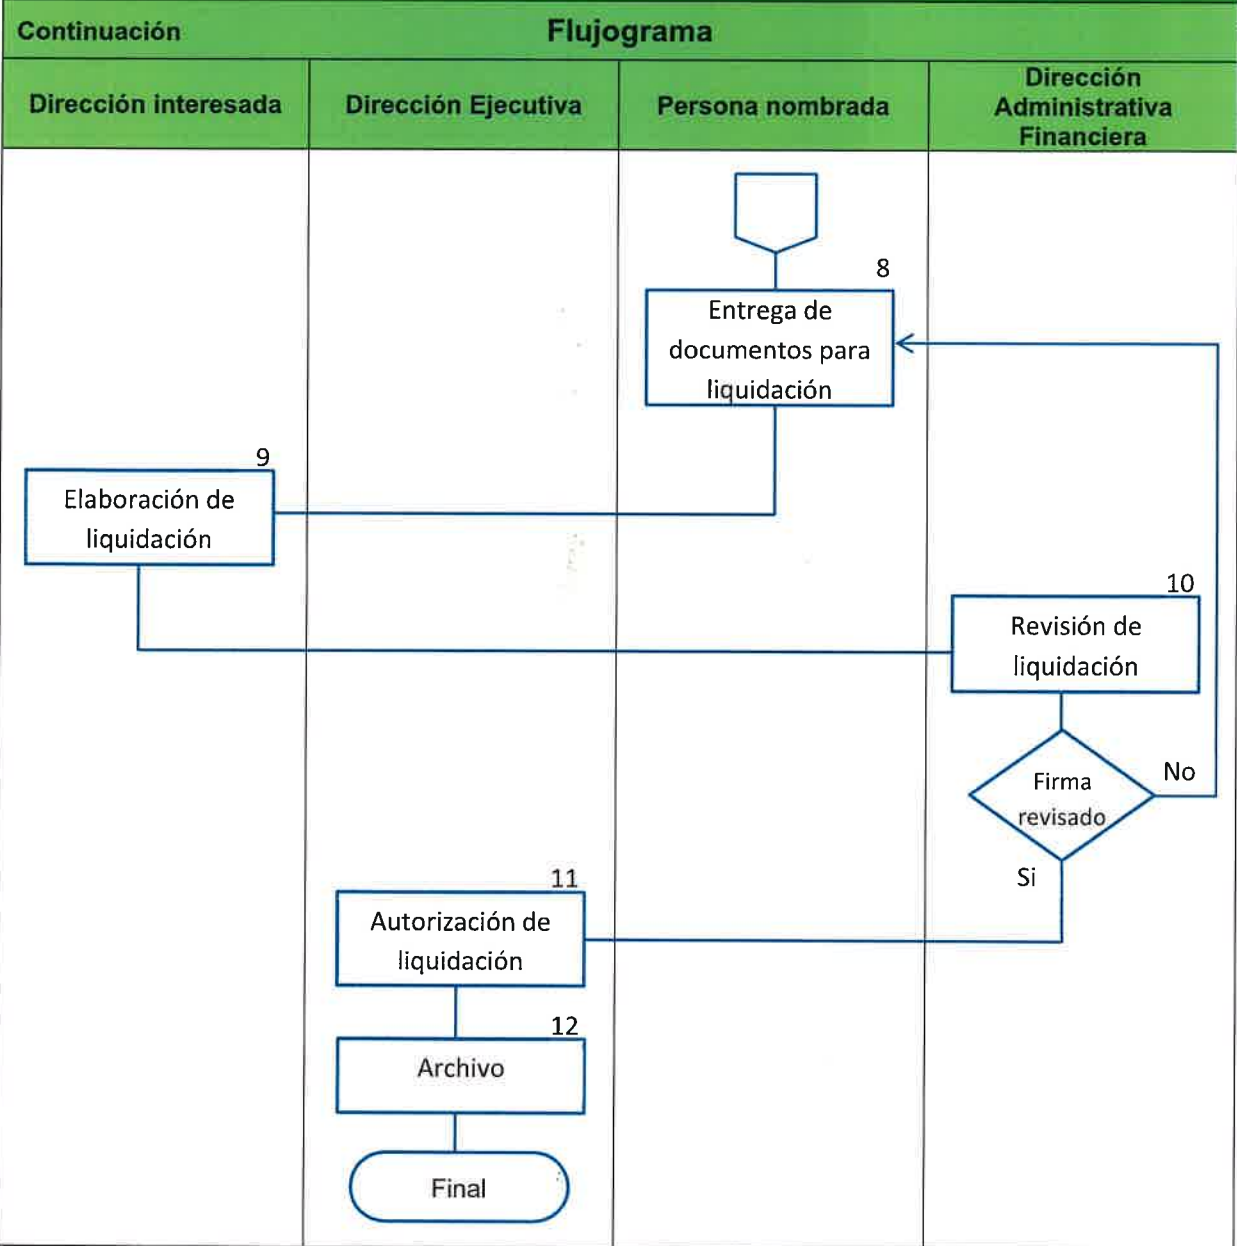 Continuación
Flujograma
Dirección interesada
Dirección Ejecutiva
Persona nombrada
Dirección
Administrativa
Financiera
8
Entrega de
documentos para
liquidación
9
Elaboración de
liquidación
10
Revisión de
liquidación
Firma
revisado
No
Si
11
Autorización de
liquidación
12
Archivo
Final